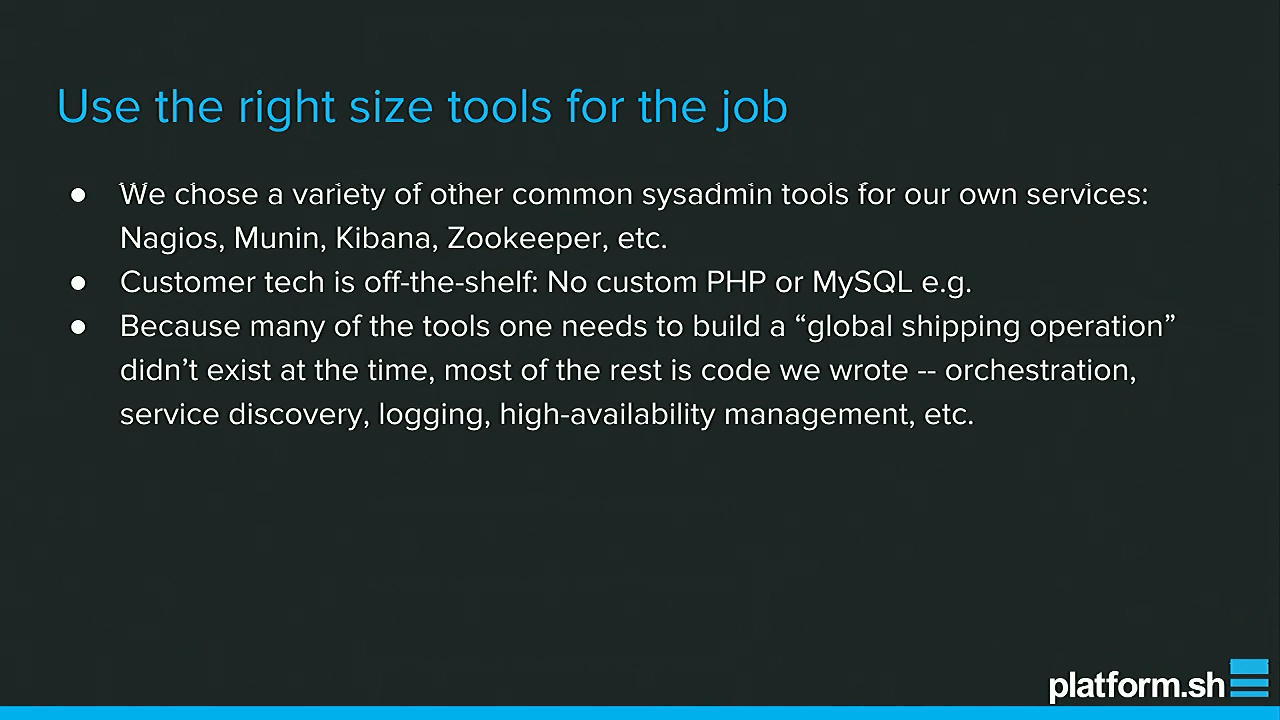 Use the right size tools for the job
● We chose a variety of other common sysadmin tools for our own services:
Nagios, Munin, Kibana, Zookeeper, etc.
● Customer tech is off-the-shelf: No custom PHP or MySQL e.g.
● Because many of the tools one needs to build a “global shipping operation”
didn’t exist at the time, most of the rest is code we wrote -- orchestration,
service discovery, logging, high-availability management, etc.
platform.sh